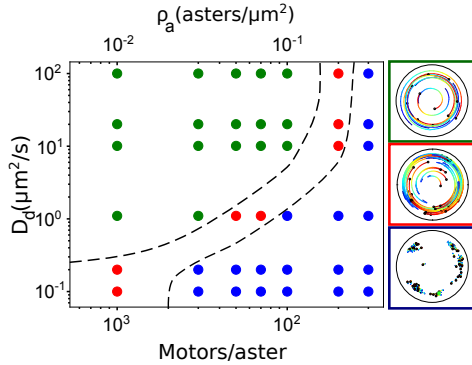 ρa(asters/μm²)
10⁻² 10⁻¹
10²
10¹
10⁰
10⁻¹
Dd(μm²/s)
10³ 10²
Motors/aster